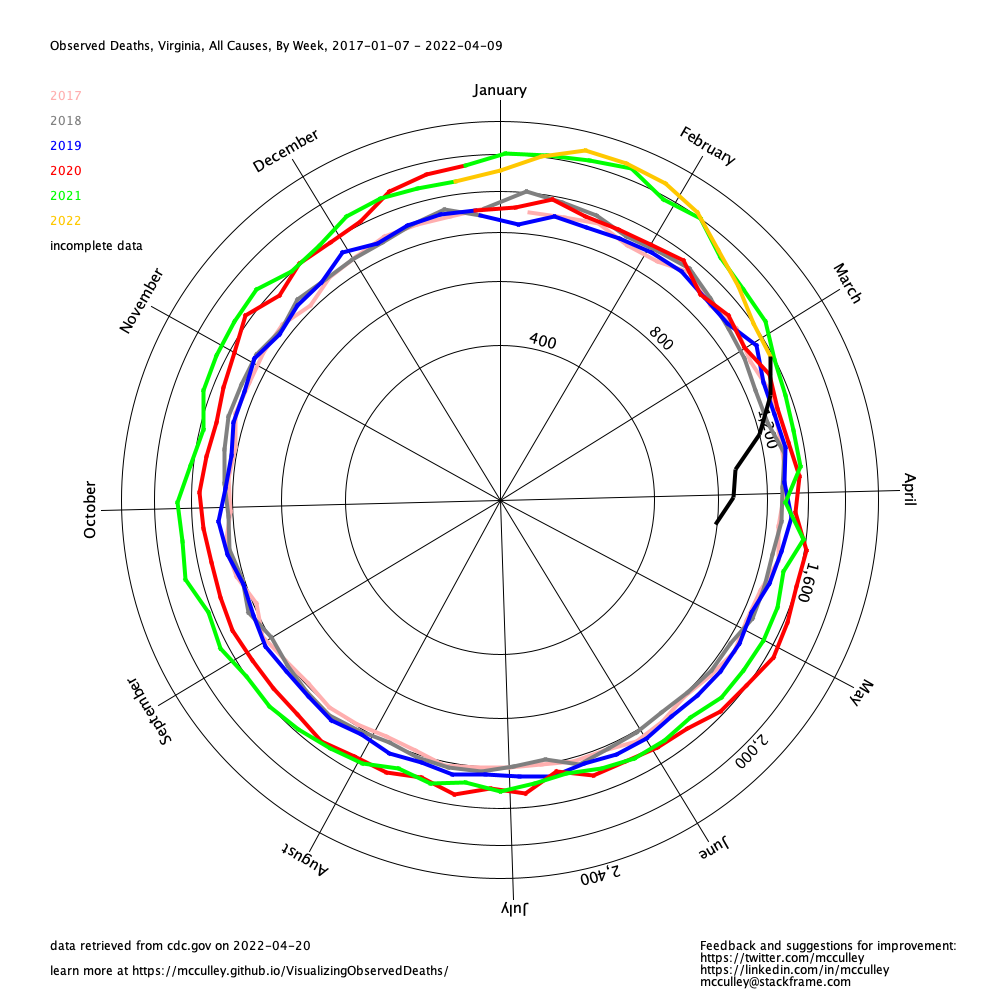 Observed Deaths, Virginia, All Causes, By Week, 2017-01-07 - 2022-04-09
2017
2018
2019
2020
2021
2022
incomplete data
January
February
March
April
May
June
July
August
September
October
November
December
400
800
1,200
1,600
2,000
2,400
data retrieved from cdc.gov on 2022-04-20
learn more at https://mcculley.github.io/VisualizingObservedDeaths/
Feedback and suggestions for improvement:
https://twitter.com/mcculley
https://linkedin.com/in/mcculley
mcculley@stackframe.com